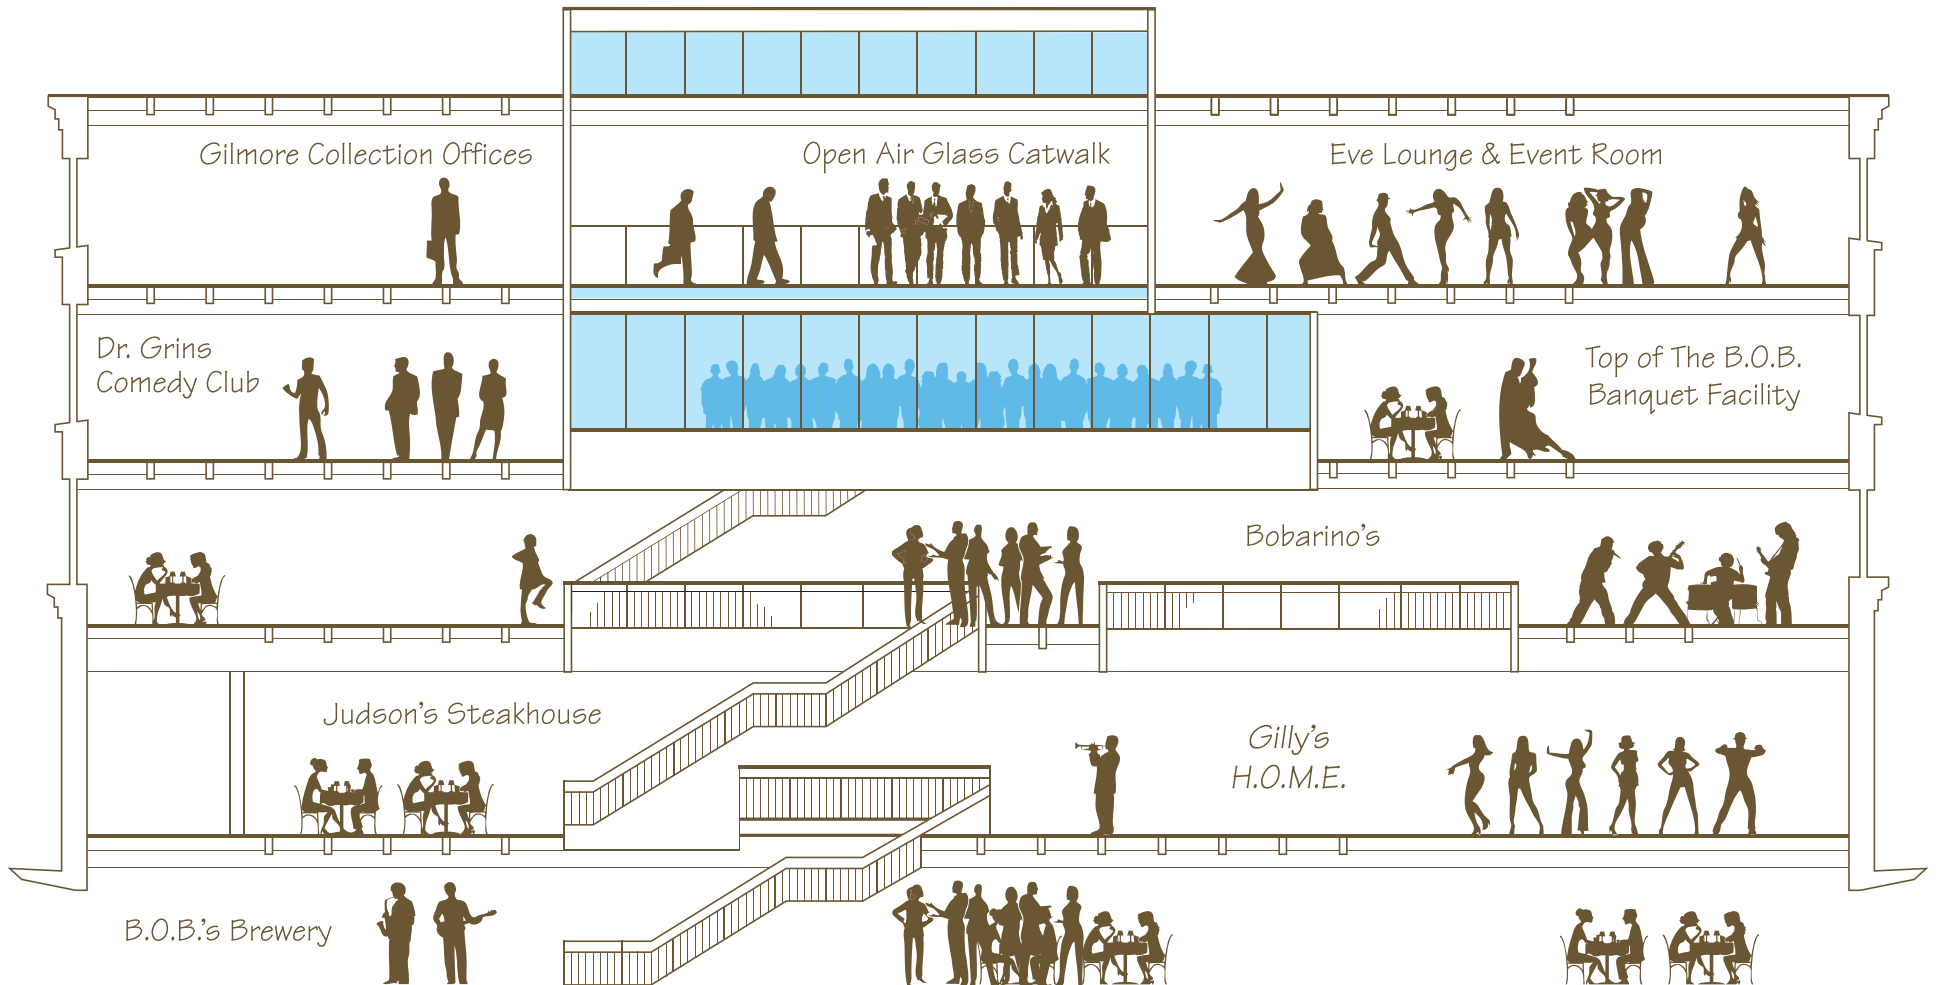 Gilmore Collection Offices
Open Air Glass Catwalk
Eve Lounge & Event Room
Dr. Grins
Comedy Club
Top of The B.O.B.
Banquet Facility
Bobarino's
Judson's Steakhouse
Gilly's
H.O.M.E.
B.O.B.'s Brewery